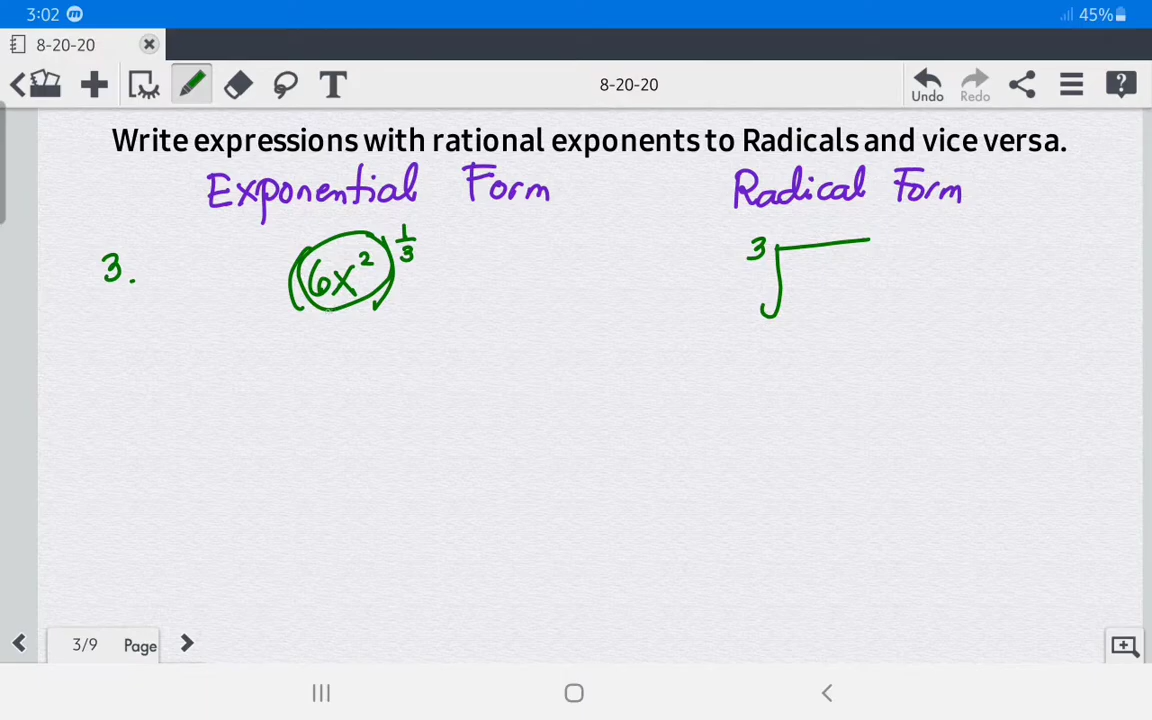 3:02 m 45%
8-20-20
T 8-20-20 Undo Redo ?
Write expressions with rational exponents to Radicals and vice versa.
Exponential Form Radical Form
3. (6x²)^(1/3) ∛
3/9 Page